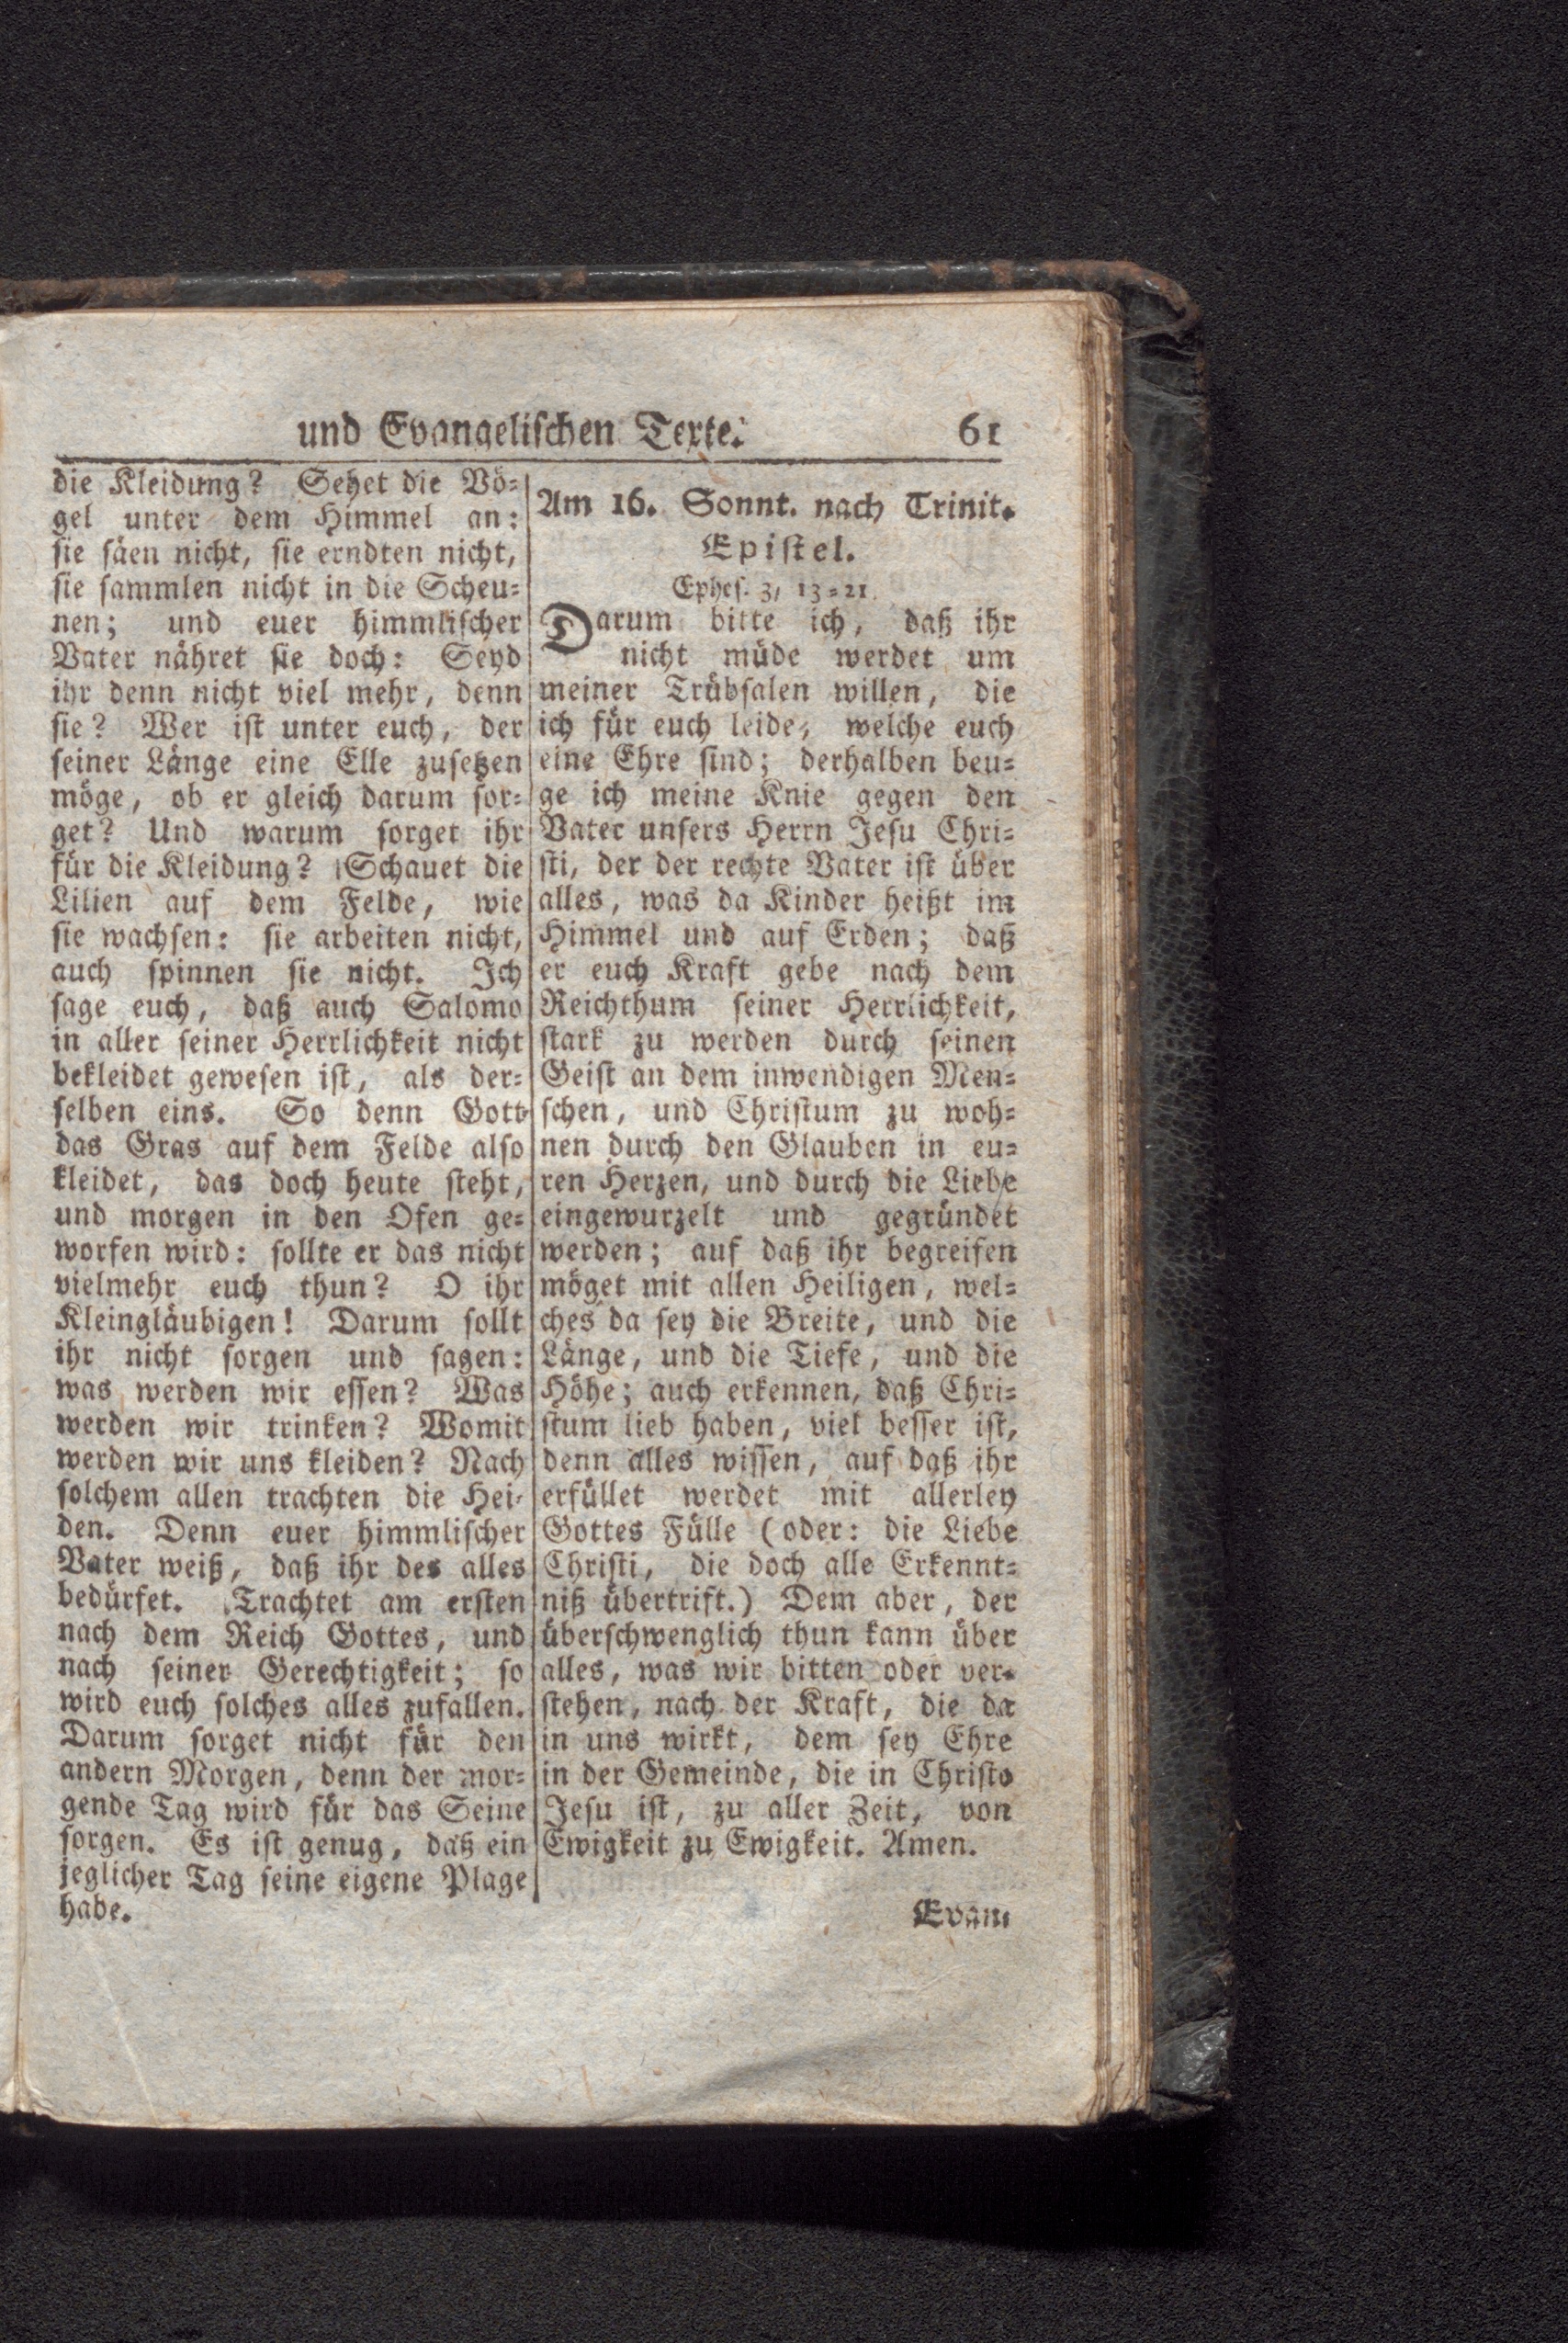 und Evangelischen Texte. 61
die Kleidung? Sehet die Vö-
gel unter dem Himmel an:
sie säen nicht, sie erndten nicht,
sie sammlen nicht in die Scheu-
nen; und euer himmlischer
Vater nähret sie doch: Seyd
ihr denn nicht viel mehr, denn
sie? Wer ist unter euch, der
seiner Länge eine Elle zusetzen
möge, ob er gleich darum sor-
get? Und warum sorget ihr
für die Kleidung? Schauet die
Lilien auf dem Felde, wie
sie wachsen: sie arbeiten nicht,
auch spinnen sie nicht. Ich
sage euch, daß auch Salomo
in aller seiner Herrlichkeit nicht
bekleidet gewesen ist, als der-
selben eins. So denn Gott
das Gras auf dem Felde also
kleidet, das doch heute steht,
und morgen in den Ofen ge-
worfen wird: sollte er das nicht
vielmehr euch thun? O ihr
Kleingläubigen! Darum sollt
ihr nicht sorgen und sagen:
was werden wir essen? Was
werden wir trinken? Womit
werden wir uns kleiden? Nach
solchem allen trachten die Hei-
den. Denn euer himmlischer
Vater weiß, daß ihr des alles
bedürfet. Trachtet am ersten
nach dem Reich Gottes, und
nach seiner Gerechtigkeit; so
wird euch solches alles zufallen.
Darum sorget nicht für den
andern Morgen, denn der mor-
gende Tag wird für das Seine
sorgen. Es ist genug, daß ein
jeglicher Tag seine eigene Plage
habe.
Am 16. Sonnt. nach Trinit.
Epistel.
Ephes. 3, 13-21.
Darum bitte ich, daß ihr
nicht müde werdet um
meiner Trübsalen willen, die
ich für euch leide, welche euch
eine Ehre sind; derhalben beu-
ge ich meine Knie gegen den
Vater unsers Herrn Jesu Chri-
sti, der der rechte Vater ist über
alles, was da Kinder heißt im
Himmel und auf Erden; daß
er euch Kraft gebe nach dem
Reichthum seiner Herrlichkeit,
stark zu werden durch seinen
Geist an dem inwendigen Men-
schen, und Christum zu woh-
nen durch den Glauben in eu-
ren Herzen, und durch die Liebe
eingewurzelt und gegründet
werden; auf daß ihr begreifen
möget mit allen Heiligen, wel-
ches da sey die Breite, und die
Länge, und die Tiefe, und die
Höhe; auch erkennen, daß Chri-
stum lieb haben, viel besser ist,
denn alles wissen, auf daß ihr
erfüllet werdet mit allerley
Gottes Fülle (oder: die Liebe
Christi, die doch alle Erkennt-
niß übertrift.) Dem aber, der
überschwenglich thun kann über
alles, was wir bitten oder ver-
stehen, nach der Kraft, die da
in uns wirkt, dem sey Ehre
in der Gemeinde, die in Christo
Jesu ist, zu aller Zeit, von
Ewigkeit zu Ewigkeit. Amen.
Evan-